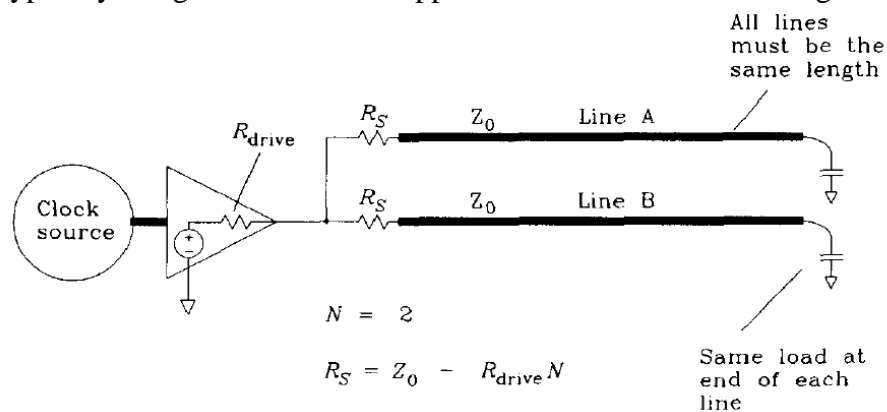 All lines
must be the
same length
R_S
Z_0
Line A
R_drive
Clock
source
+
−
R_S
Z_0
Line B
N = 2
R_S = Z_0 − R_drive N
Same load at
end of each
line